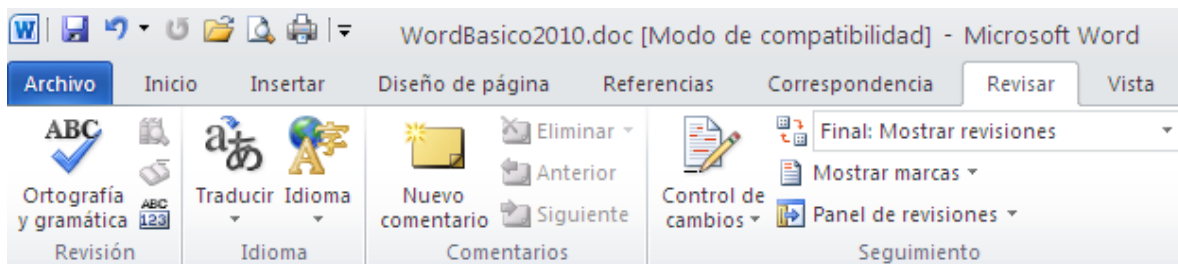 WordBasico2010.doc [Modo de compatibilidad] - Microsoft Word
Archivo Inicio Insertar Diseño de página Referencias Correspondencia Revisar Vista
ABC
Ortografía
y gramática
ABC
123
Revisión
Traducir
Idioma
Idioma
Nuevo
comentario
Eliminar
Anterior
Siguiente
Comentarios
Control de
cambios
Final: Mostrar revisiones
Mostrar marcas
Panel de revisiones
Seguimiento